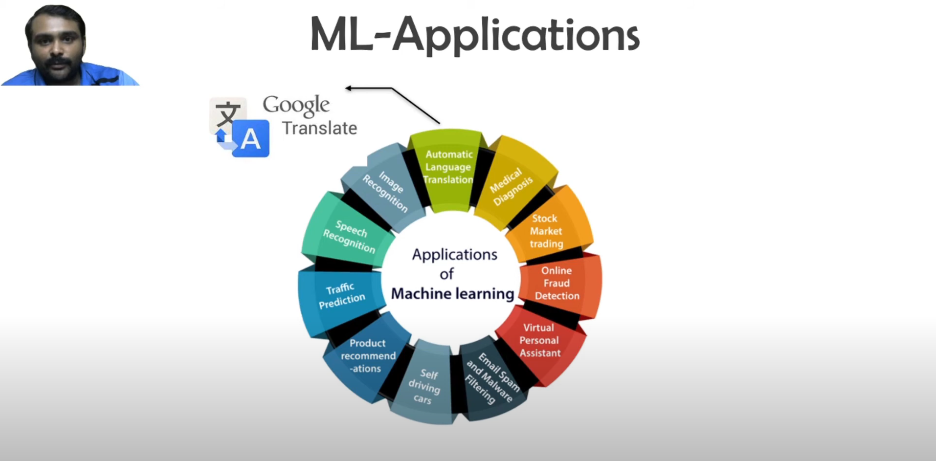 ML-Applications
文
A
Google
Translate
Automatic
Language
Translation
Medical
Diagnosis
Stock
Market
trading
Online
Fraud
Detection
Virtual
Personal
Assistant
Email Spam
and Malware
Filtering
Self
driving
cars
Product
recommend
-ations
Traffic
Prediction
Speech
Recognition
Image
Recognition
Applications
of
Machine learning